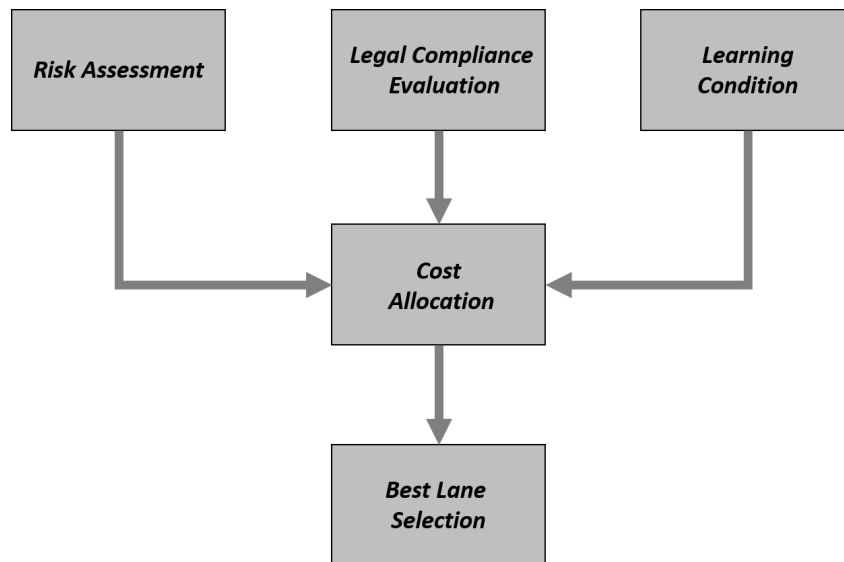 Risk Assessment
Legal Compliance
Evaluation
Learning
Condition
Cost
Allocation
Best Lane
Selection